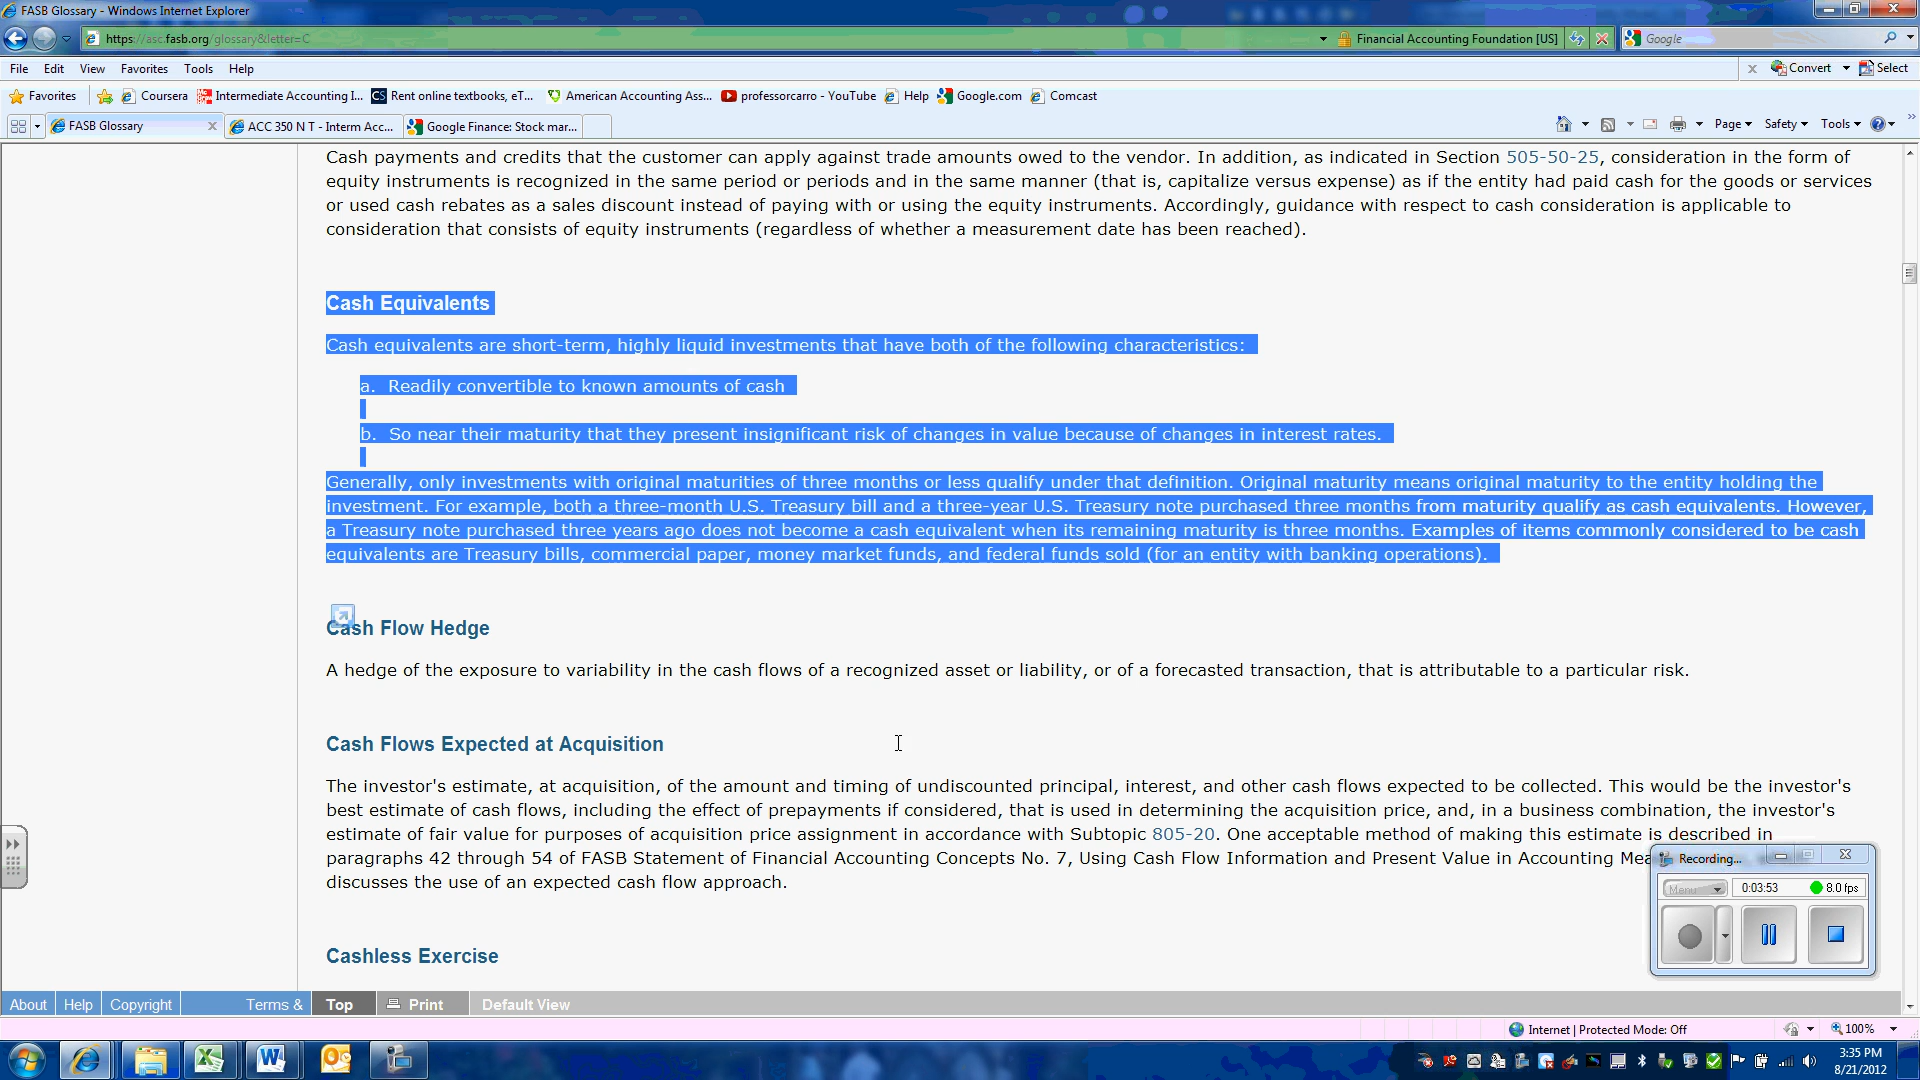 FASB Glossary - Windows Internet Explorer
https://asc.fasb.org/glossary&letter=C
Financial Accounting Foundation [US]
Google
File Edit View Favorites Tools Help
Convert Select
Favorites Coursera Intermediate Accounting I... Rent online textbooks, eT... American Accounting Ass... professorcarro - YouTube Help Google.com Comcast
FASB Glossary ACC 350 N T - Interm Acc... Google Finance: Stock mar...
Page Safety Tools
Cash payments and credits that the customer can apply against trade amounts owed to the vendor. In addition, as indicated in Section 505-50-25, consideration in the form of
equity instruments is recognized in the same period or periods and in the same manner (that is, capitalize versus expense) as if the entity had paid cash for the goods or services
or used cash rebates as a sales discount instead of paying with or using the equity instruments. Accordingly, guidance with respect to cash consideration is applicable to
consideration that consists of equity instruments (regardless of whether a measurement date has been reached).
Cash Equivalents
Cash equivalents are short-term, highly liquid investments that have both of the following characteristics:
a. Readily convertible to known amounts of cash
b. So near their maturity that they present insignificant risk of changes in value because of changes in interest rates.
Generally, only investments with original maturities of three months or less qualify under that definition. Original maturity means original maturity to the entity holding the
investment. For example, both a three-month U.S. Treasury bill and a three-year U.S. Treasury note purchased three months from maturity qualify as cash equivalents. However,
a Treasury note purchased three years ago does not become a cash equivalent when its remaining maturity is three months. Examples of items commonly considered to be cash
equivalents are Treasury bills, commercial paper, money market funds, and federal funds sold (for an entity with banking operations).
Cash Flow Hedge
A hedge of the exposure to variability in the cash flows of a recognized asset or liability, or of a forecasted transaction, that is attributable to a particular risk.
Cash Flows Expected at Acquisition
The investor's estimate, at acquisition, of the amount and timing of undiscounted principal, interest, and other cash flows expected to be collected. This would be the investor's
best estimate of cash flows, including the effect of prepayments if considered, that is used in determining the acquisition price, and, in a business combination, the investor's
estimate of fair value for purposes of acquisition price assignment in accordance with Subtopic 805-20. One acceptable method of making this estimate is described in
paragraphs 42 through 54 of FASB Statement of Financial Accounting Concepts No. 7, Using Cash Flow Information and Present Value in Accounting Mea
discusses the use of an expected cash flow approach.
Cashless Exercise
Recording...
Menu 0:03:53 8.0 fps
About Help Copyright Terms & Top Print Default View
Internet | Protected Mode: Off
100%
3:35 PM
8/21/2012